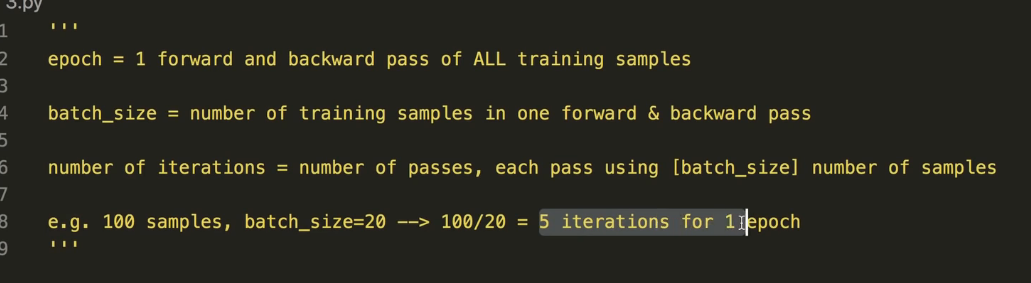 3.py
1 '''
2 epoch = 1 forward and backward pass of ALL training samples
3
4 batch_size = number of training samples in one forward & backward pass
5
6 number of iterations = number of passes, each pass using [batch_size] number of samples
7
8 e.g. 100 samples, batch_size=20 --> 100/20 = 5 iterations for 1 epoch
9 '''